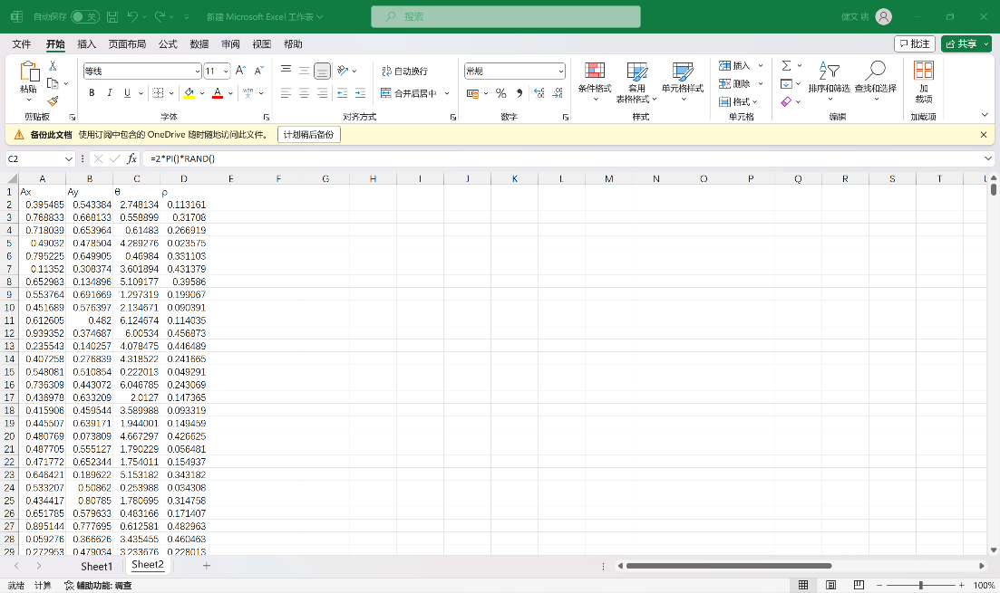 自动保存 关 新建 Microsoft Excel 工作表 搜索 健文 姚
文件 开始 插入 页面布局 公式 数据 审阅 视图 帮助 批注 共享
粘贴 等线 11 自动换行 常规 条件格式 套用 表格格式 单元格样式 插入 排序和筛选 查找和选择 加 载项
B I U A wén 文 合并后居中 % 删除
格式
剪贴板 字体 对齐方式 数字 样式 单元格 编辑 加载项
备份此文档 使用订阅中包含的 OneDrive 随时随地访问此文件。 计划稍后备份
C2 fx =2*PI()*RAND()
A B C D E F G H I J K L M N O P Q R S T
1 Ax Ay θ ρ
2 0.395485 0.543384 2.748134 0.113161
3 0.768833 0.668133 0.558899 0.31708
4 0.718039 0.653964 0.61483 0.266919
5 0.49032 0.478504 4.289276 0.023575
6 0.795225 0.649905 0.46984 0.331103
7 0.11352 0.308374 3.601894 0.431379
8 0.652983 0.134896 5.109177 0.39586
9 0.553764 0.691669 1.297319 0.199067
10 0.451689 0.576397 2.134671 0.090391
11 0.612605 0.482 6.124674 0.114035
12 0.939352 0.374687 6.00534 0.456873
13 0.235543 0.140257 4.078475 0.446489
14 0.407258 0.276839 4.318522 0.241665
15 0.548081 0.510854 0.222013 0.049291
16 0.736309 0.443072 6.046785 0.243069
17 0.436978 0.633209 2.0127 0.147365
18 0.415906 0.459544 3.589988 0.093319
19 0.445507 0.639171 1.944001 0.149459
20 0.480769 0.073809 4.667297 0.426625
21 0.487705 0.555127 1.790229 0.056481
22 0.471772 0.652344 1.754011 0.154937
23 0.646421 0.189622 5.153182 0.343182
24 0.533207 0.50862 0.253988 0.034308
25 0.434417 0.80785 1.780695 0.314758
26 0.651785 0.579633 0.483166 0.171407
27 0.895144 0.777695 0.612581 0.482963
28 0.059276 0.366626 3.435455 0.460463
29 0.272953 0.479034 3.233676 0.228013
Sheet1 Sheet2
就绪 计算 辅助功能: 调查 100%